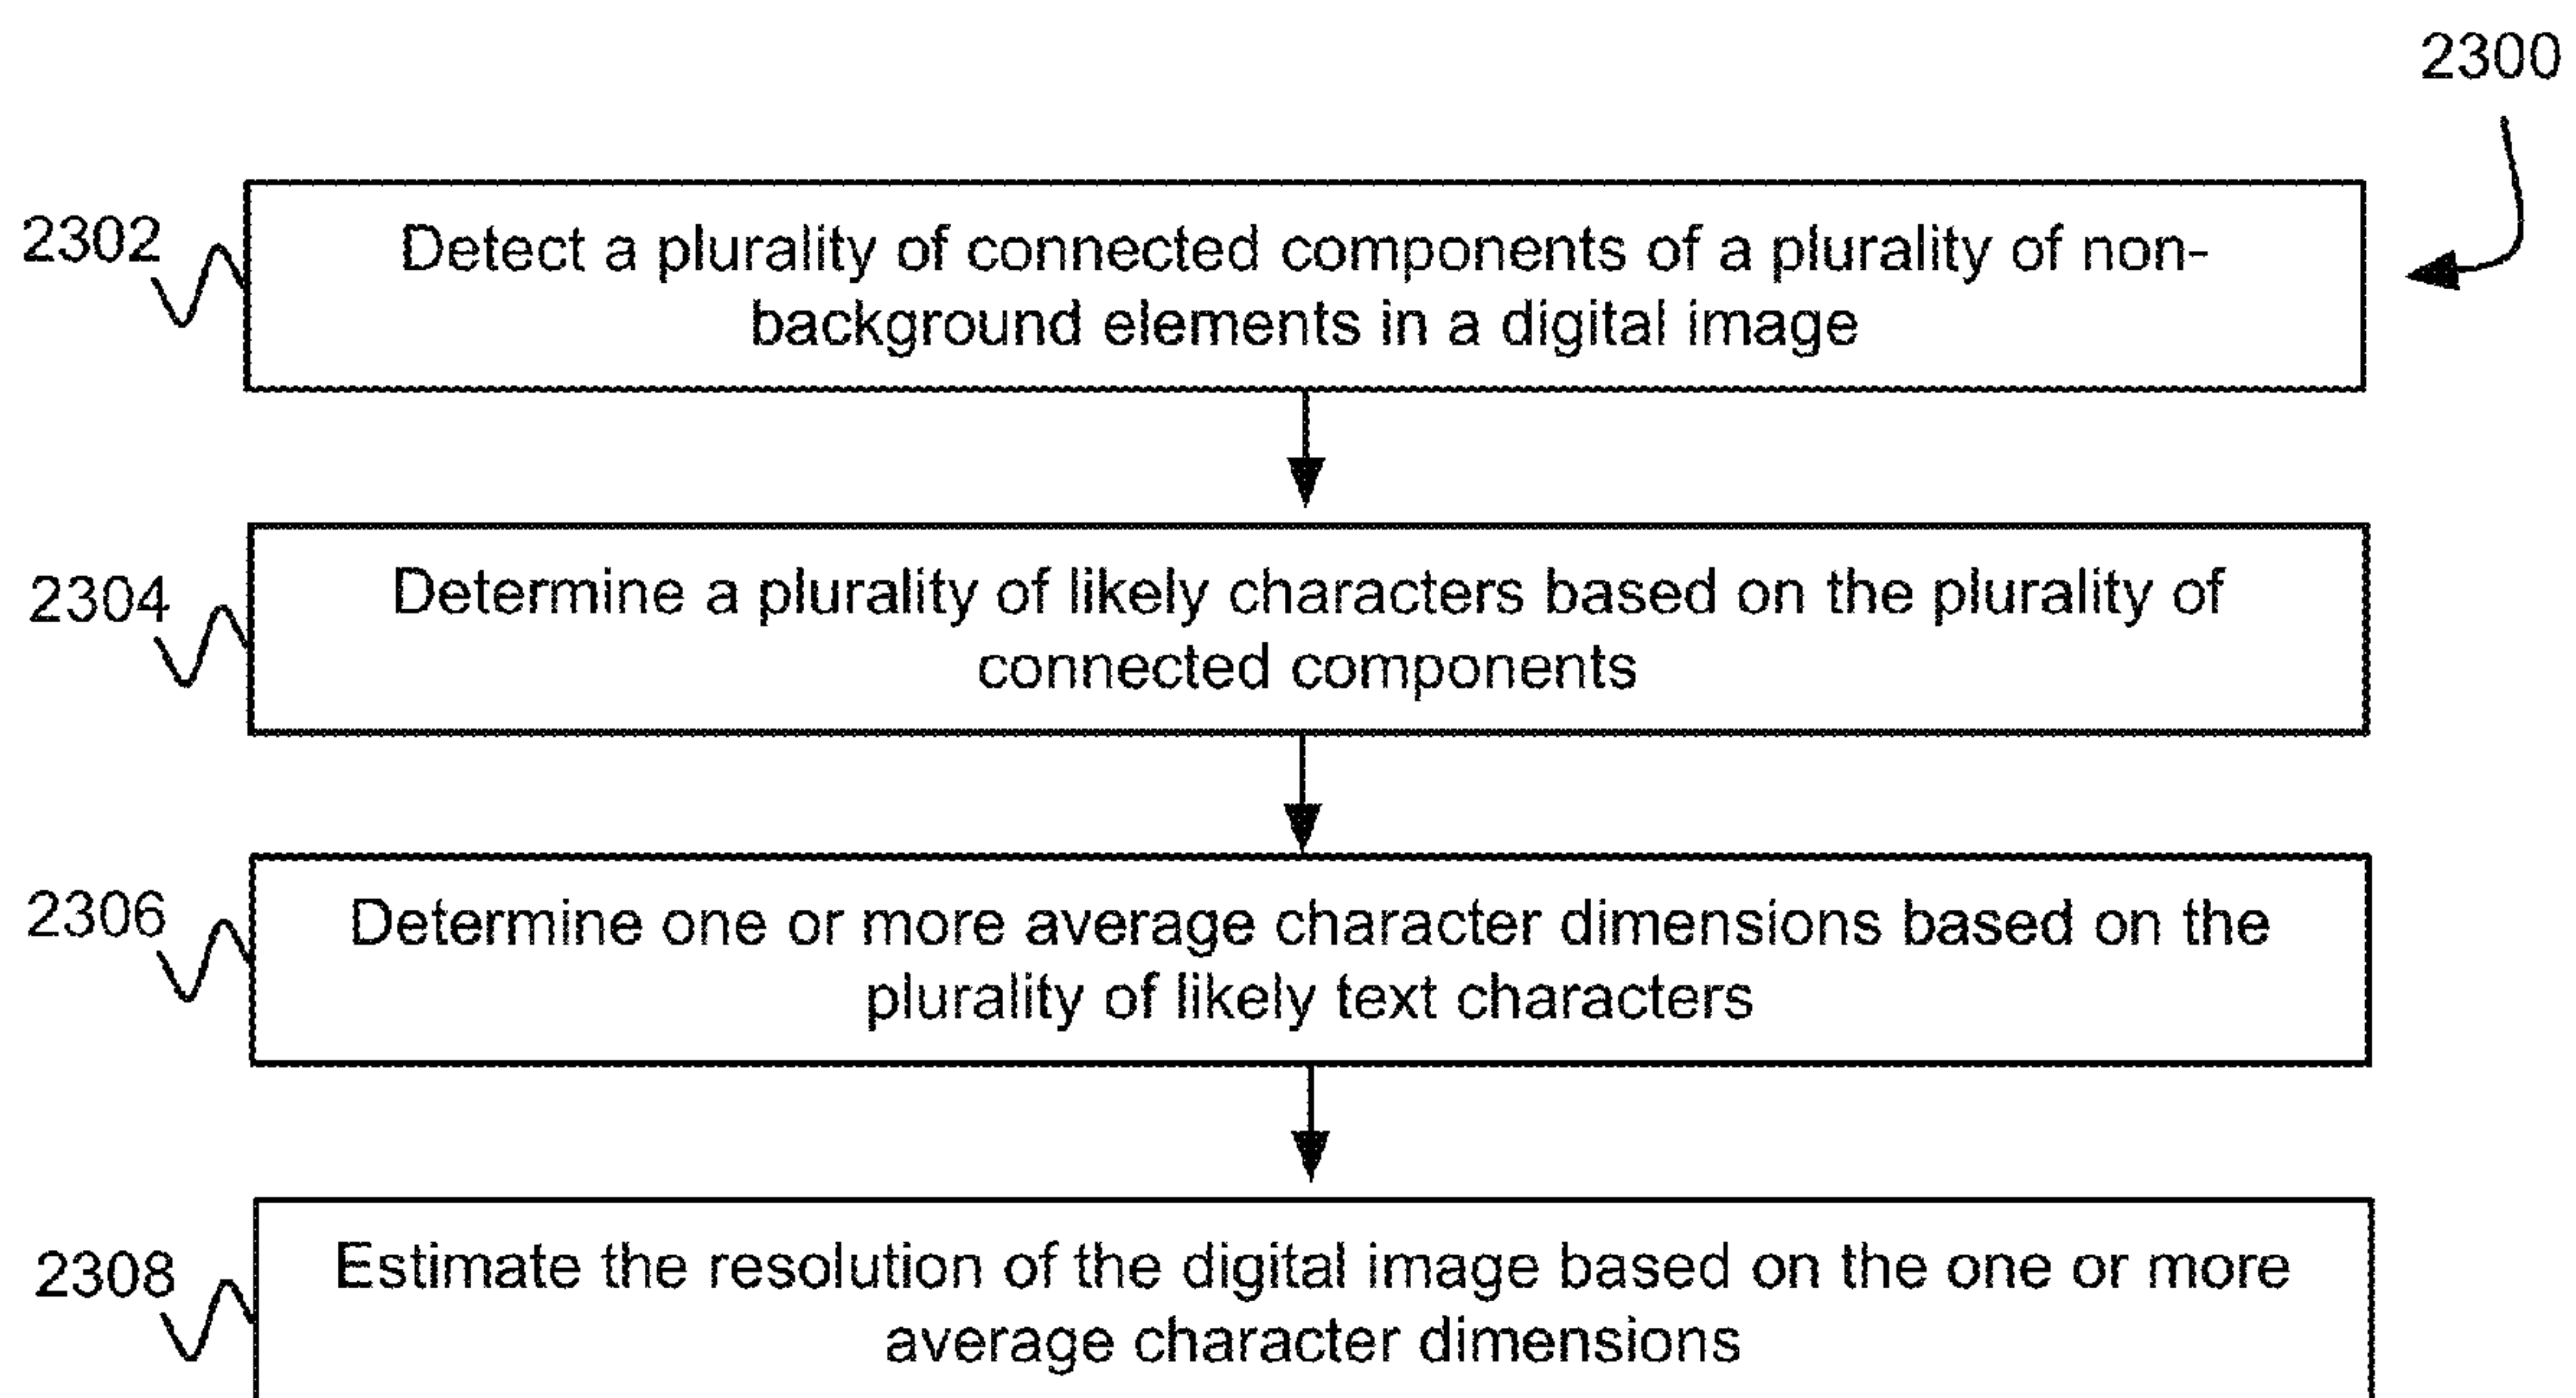 2300
2302
Detect a plurality of connected components of a plurality of non-
background elements in a digital image
2304
Determine a plurality of likely characters based on the plurality of
connected components
2306
Determine one or more average character dimensions based on the
plurality of likely text characters
2308
Estimate the resolution of the digital image based on the one or more
average character dimensions